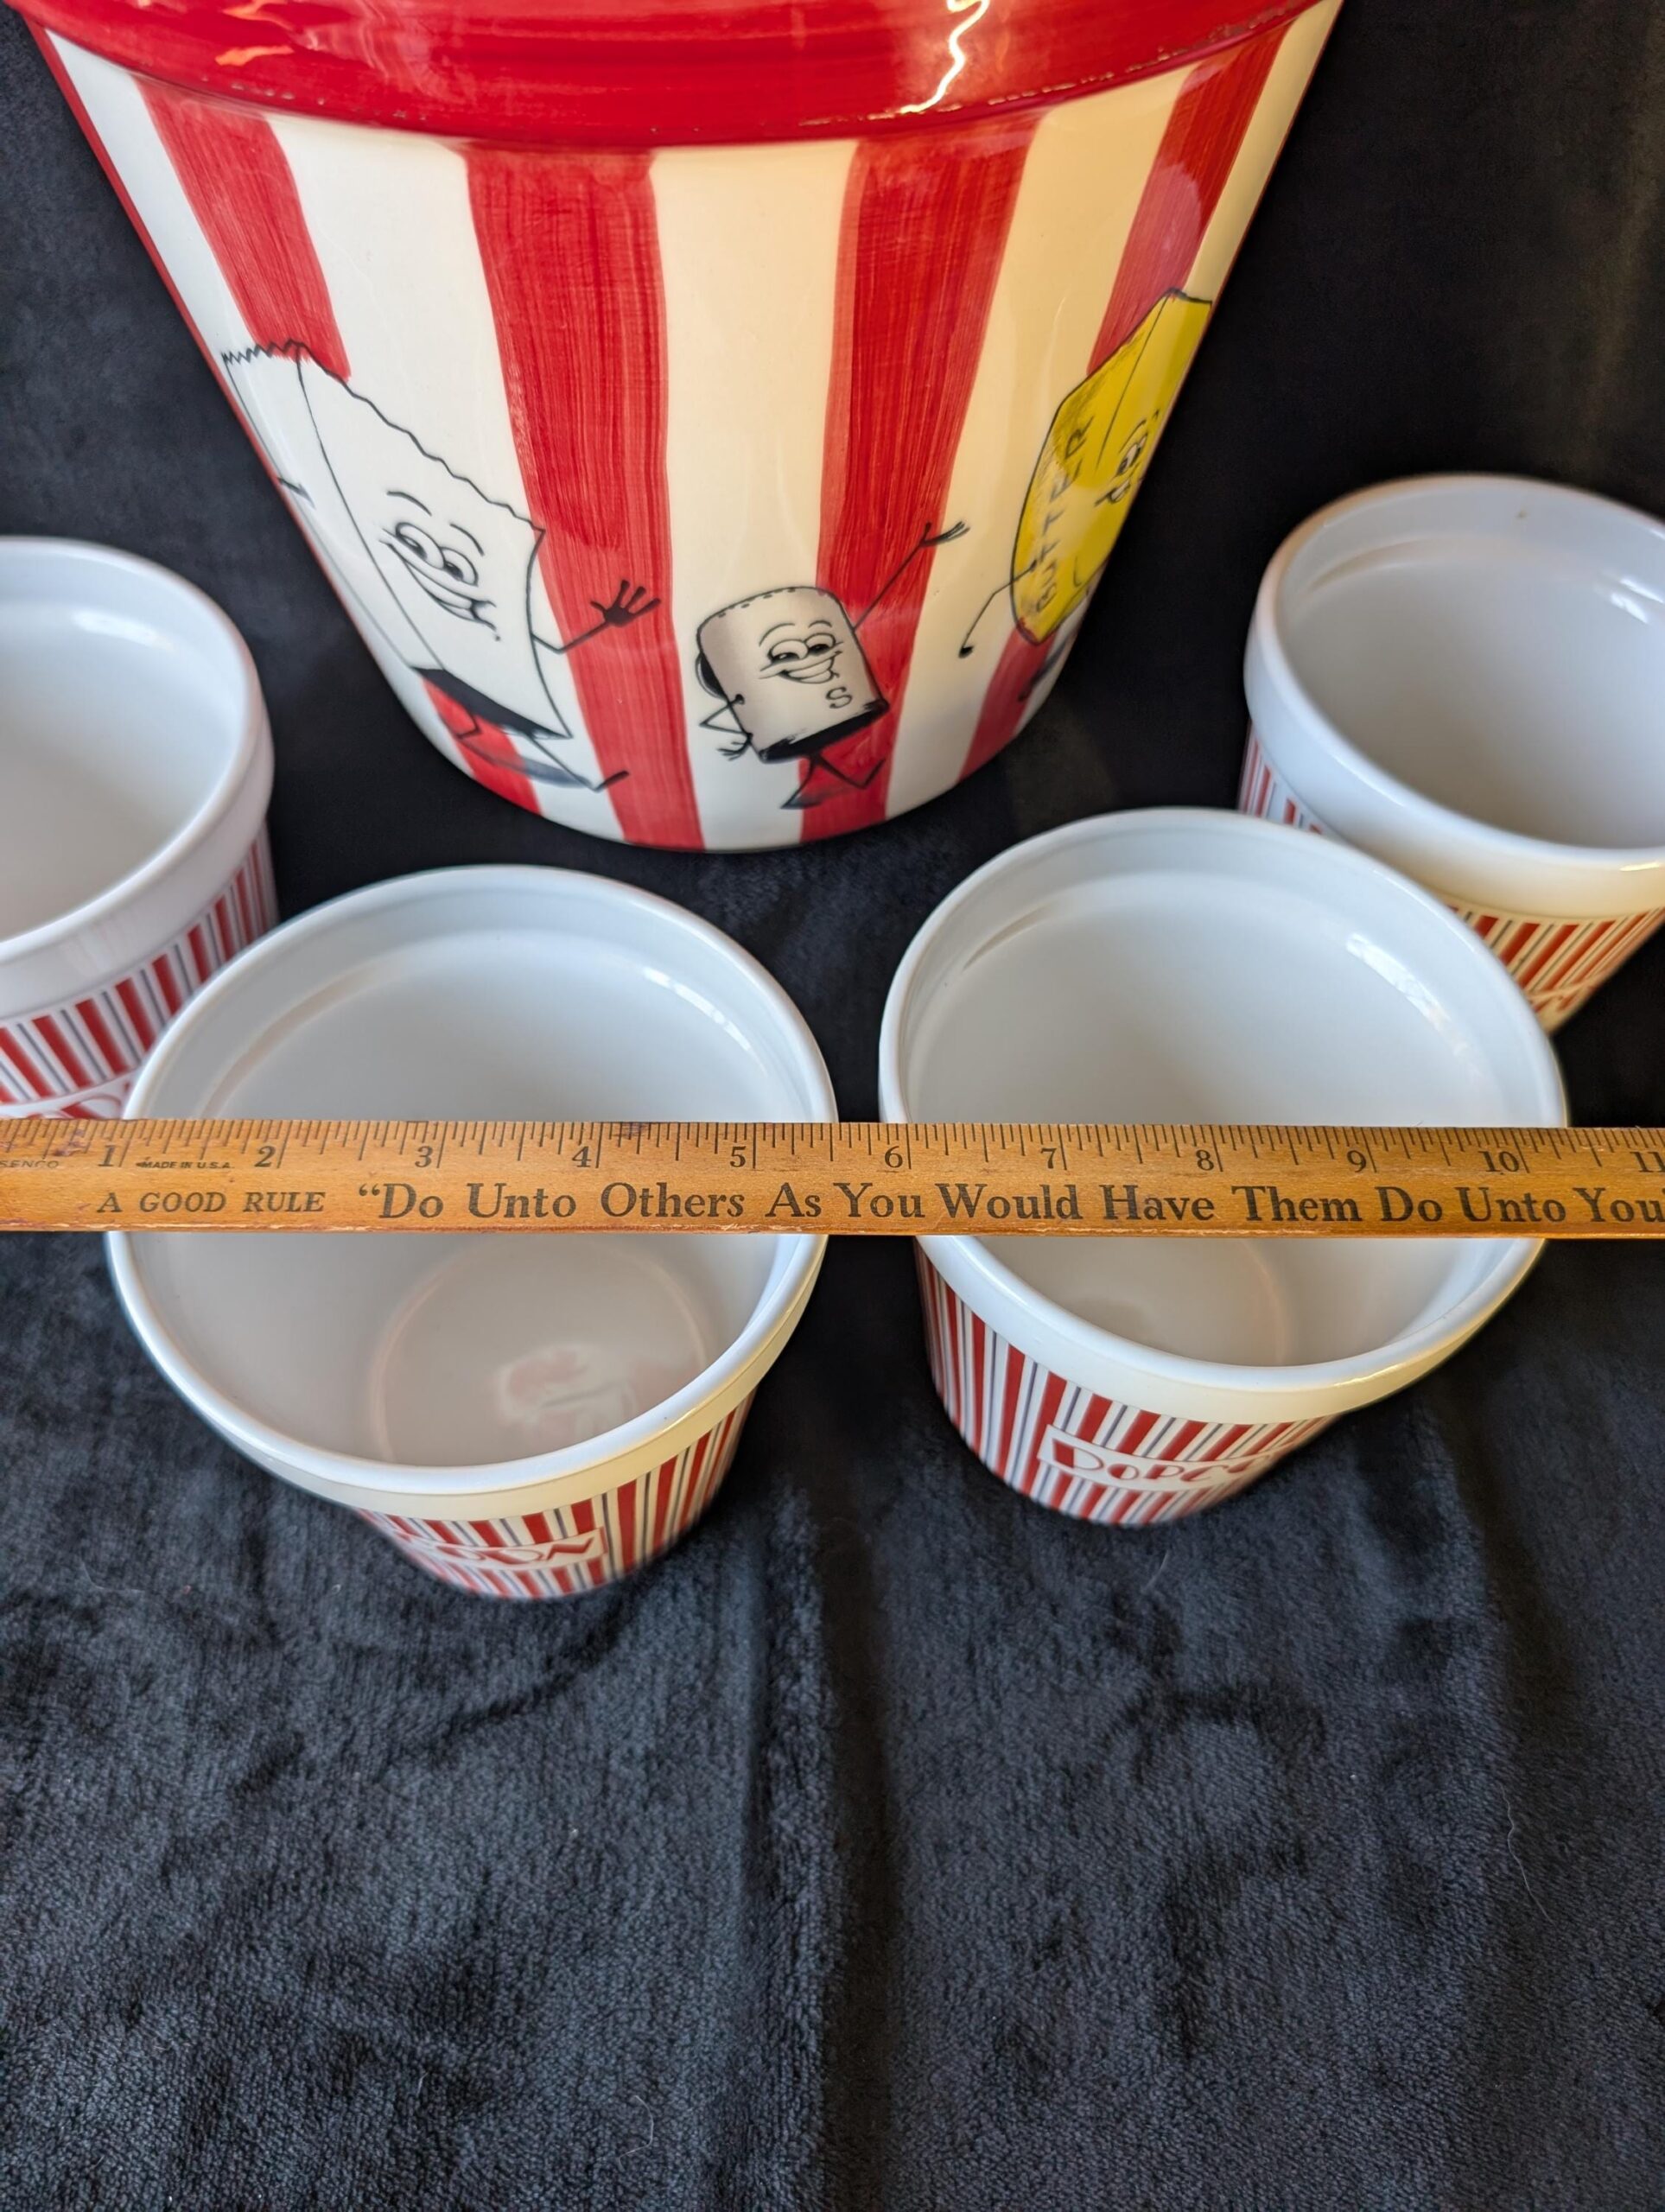 BUTTER
S
1 2 3 4 5 6 7 8 9 10 11
SENCO MADE IN U.S.A.
A GOOD RULE “Do Unto Others As You Would Have Them Do Unto You"